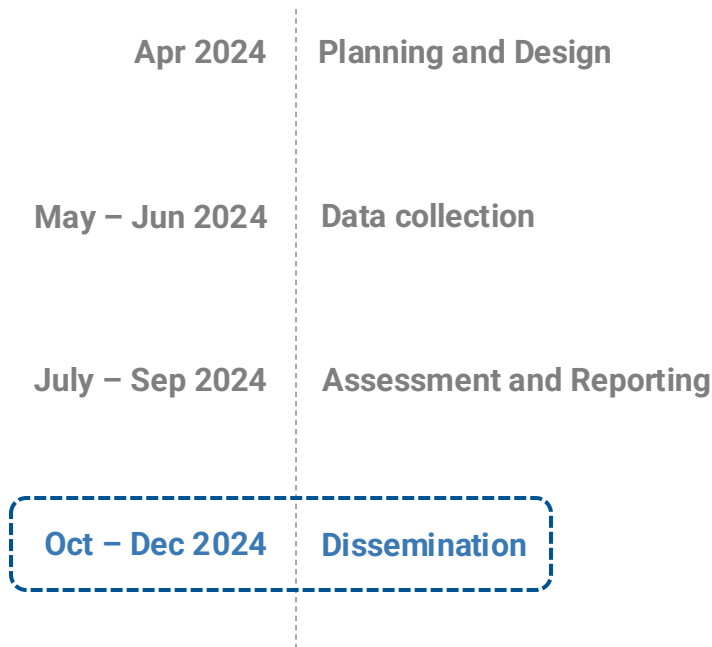 Apr 2024 Planning and Design
May – Jun 2024 Data collection
July – Sep 2024 Assessment and Reporting
Oct – Dec 2024 Dissemination